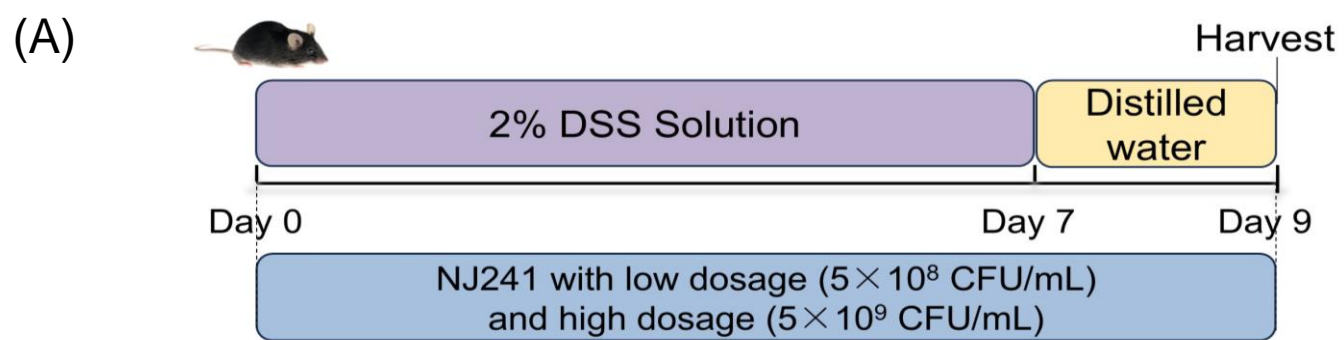 (A)
Harvest
2% DSS Solution
Distilled
water
Day 0
Day 7
Day 9
NJ241 with low dosage (5×10⁸ CFU/mL)
and high dosage (5×10⁹ CFU/mL)